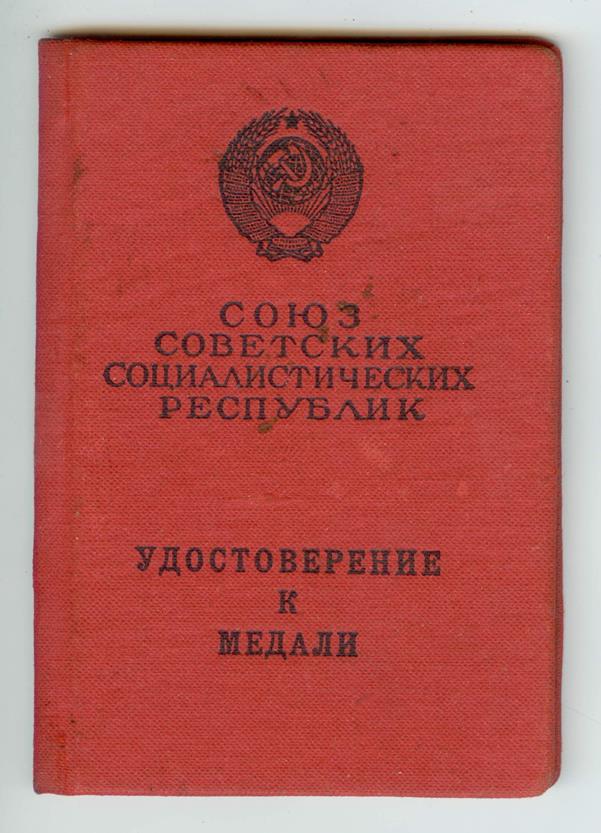 СОЮЗ
СОВЕТСКИХ
СОЦИАЛИСТИЧЕСКИХ
РЕСПУБЛИК
УДОСТОВЕРЕНИЕ
К
МЕДАЛИ